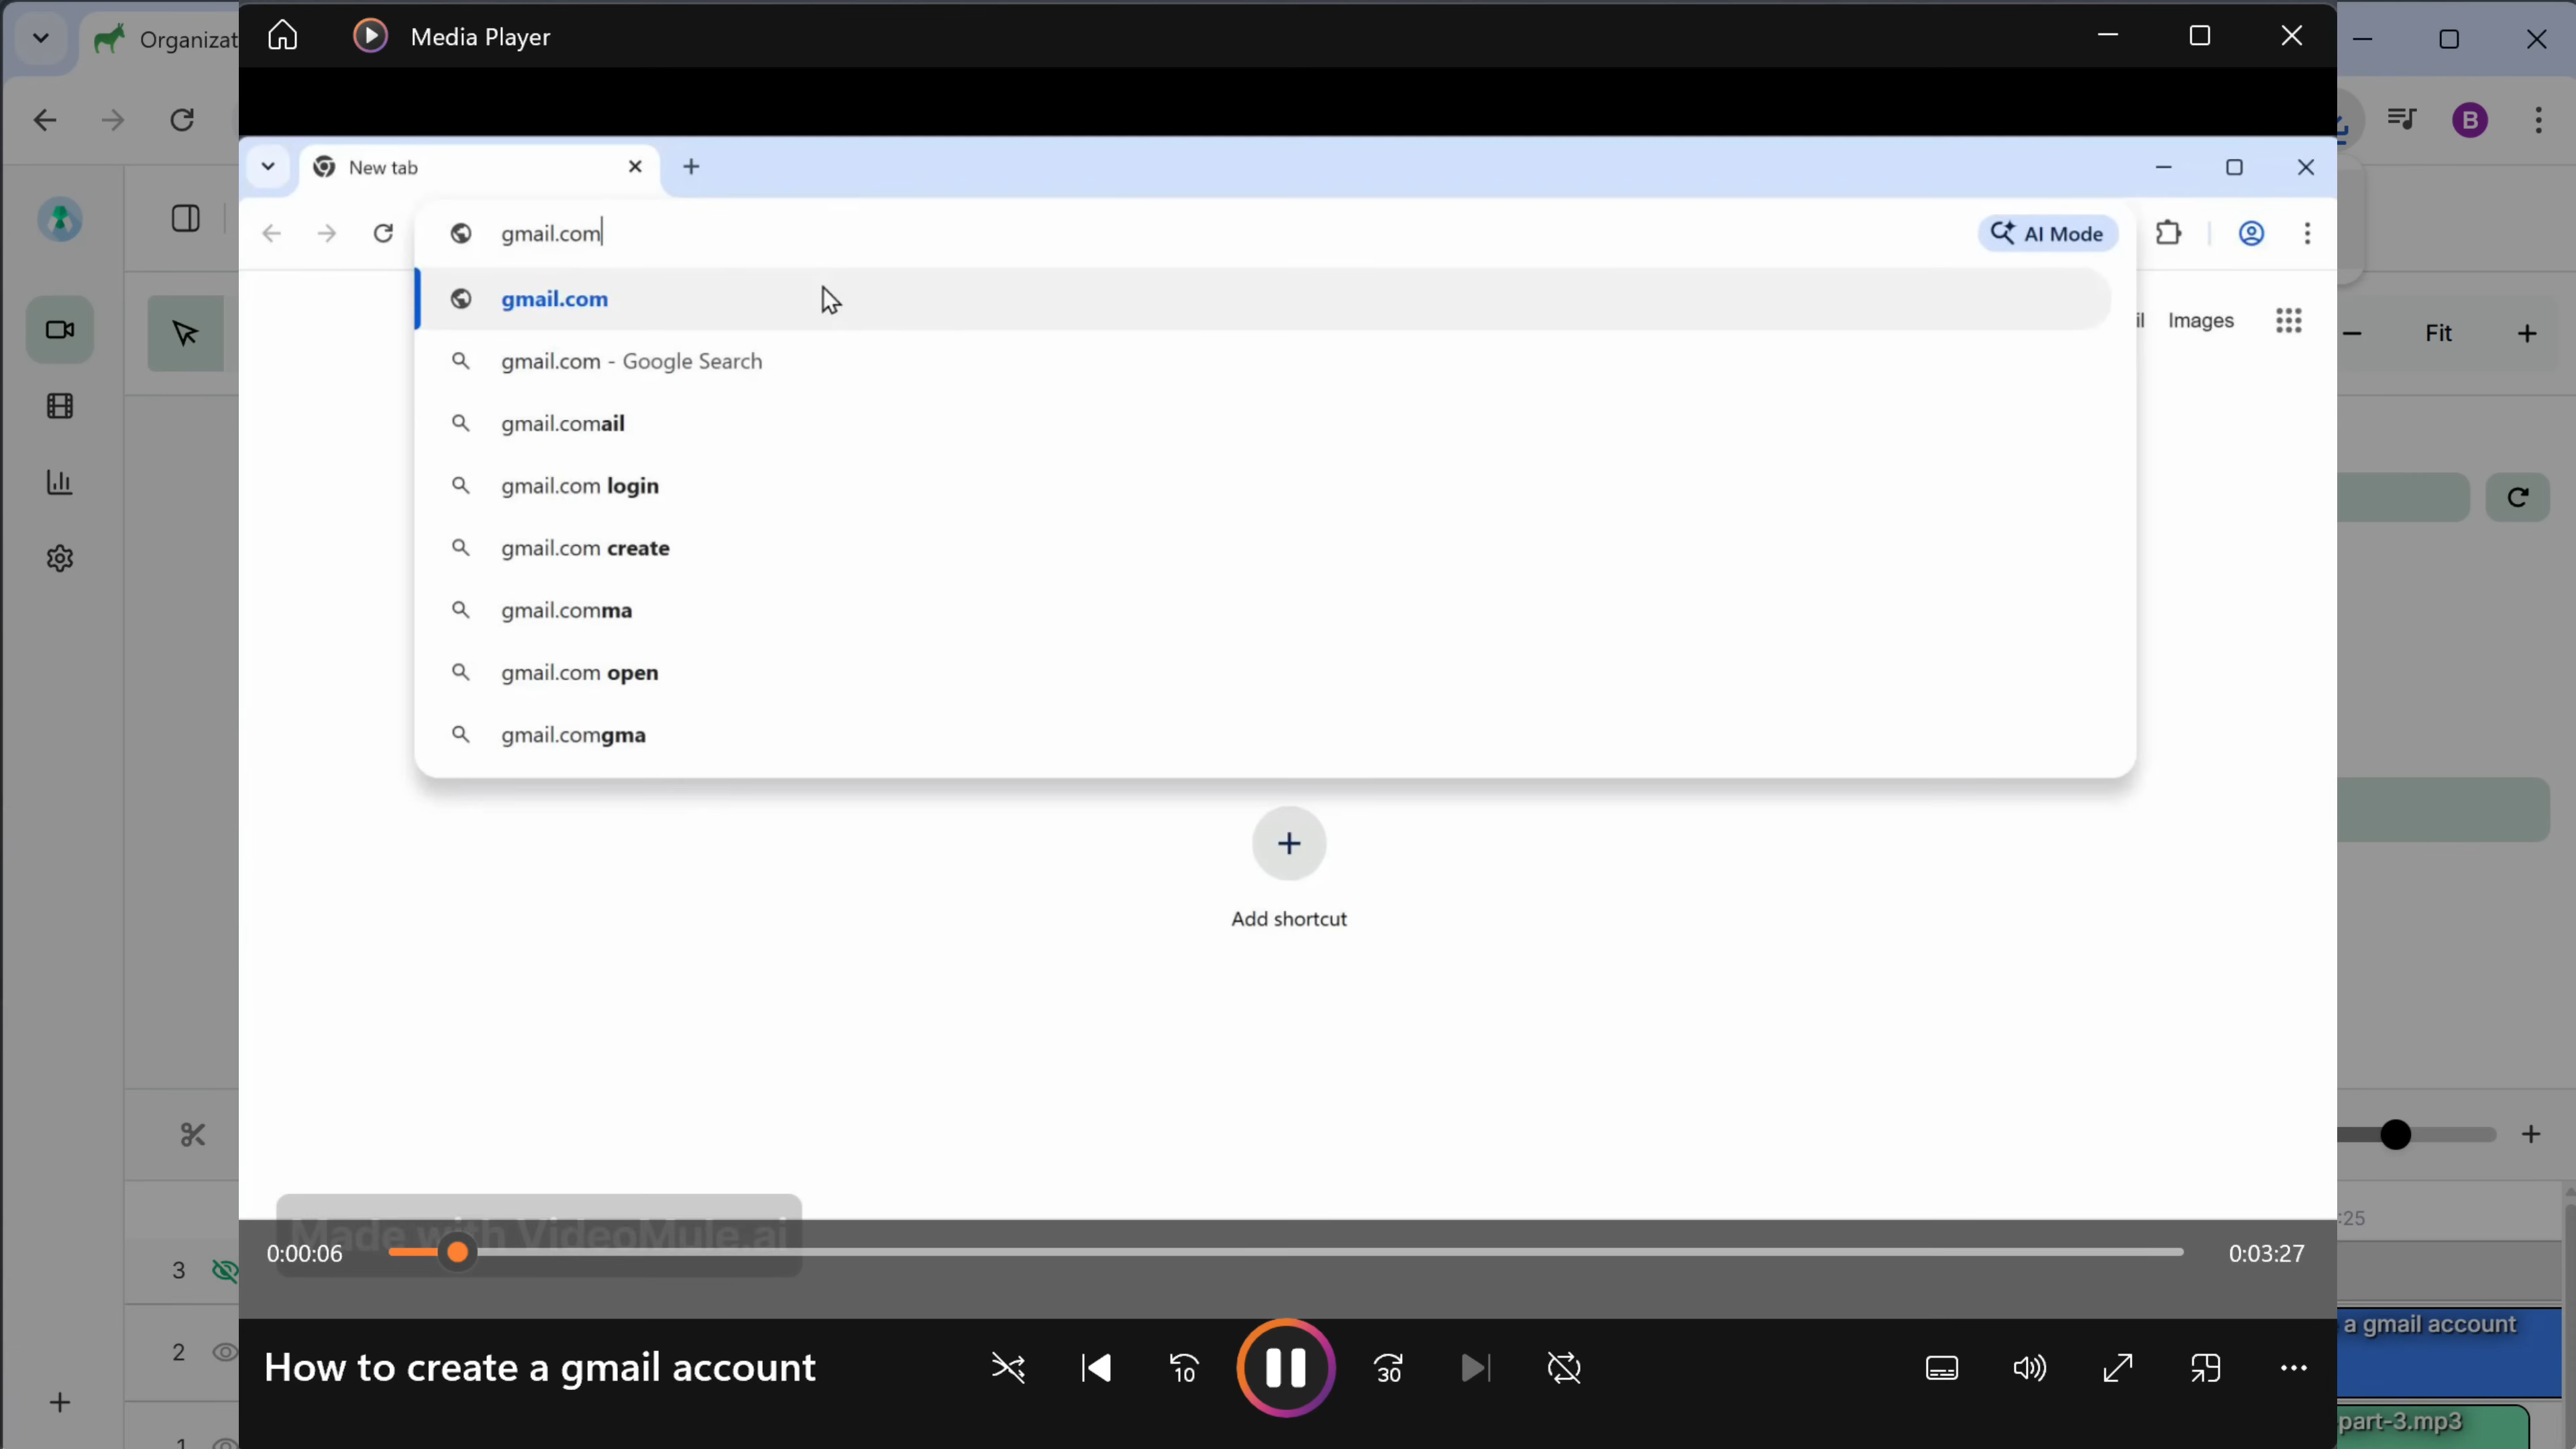 Organizat
Media Player
B
New tab
gmail.com
AI Mode
gmail.com
il Images
Fit
gmail.com - Google Search
gmail.comail
gmail.com login
gmail.com create
gmail.comma
gmail.com open
gmail.comgma
Add shortcut
Made with VideoMule.ai
:25
0:00:06
0:03:27
3
2
a gmail account
How to create a gmail account
10
30
1
part-3.mp3